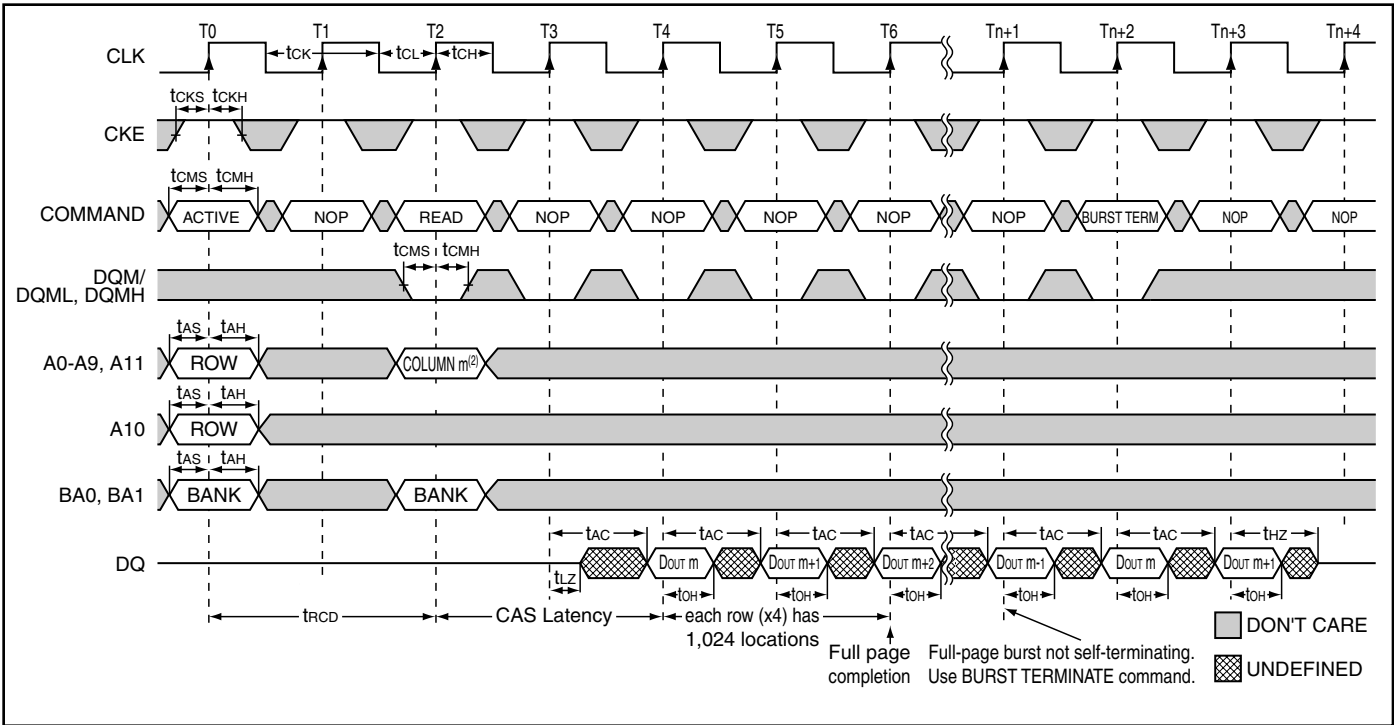 T0 T1 T2 T3 T4 T5 T6 Tn+1 Tn+2 Tn+3 Tn+4
CLK tCK tCL tCH
tCKS tCKH
CKE
tCMS tCMH
COMMAND ACTIVE NOP READ NOP NOP NOP NOP NOP BURST TERM NOP NOP
tCMS tCMH
DQM/
DQML, DQMH
tAS tAH
A0-A9, A11 ROW COLUMN m(2)
tAS tAH
A10 ROW
tAS tAH
BA0, BA1 BANK BANK
tAC tAC tAC tAC tAC tAC tHZ
DQ DOUT m DOUT m+1 DOUT m+2 DOUT m-1 DOUT m DOUT m+1
tLZ tOH tOH tOH tOH tOH tOH
tRCD CAS Latency each row (x4) has
1,024 locations
Full page
completion
Full-page burst not self-terminating.
Use BURST TERMINATE command.
DON'T CARE
UNDEFINED